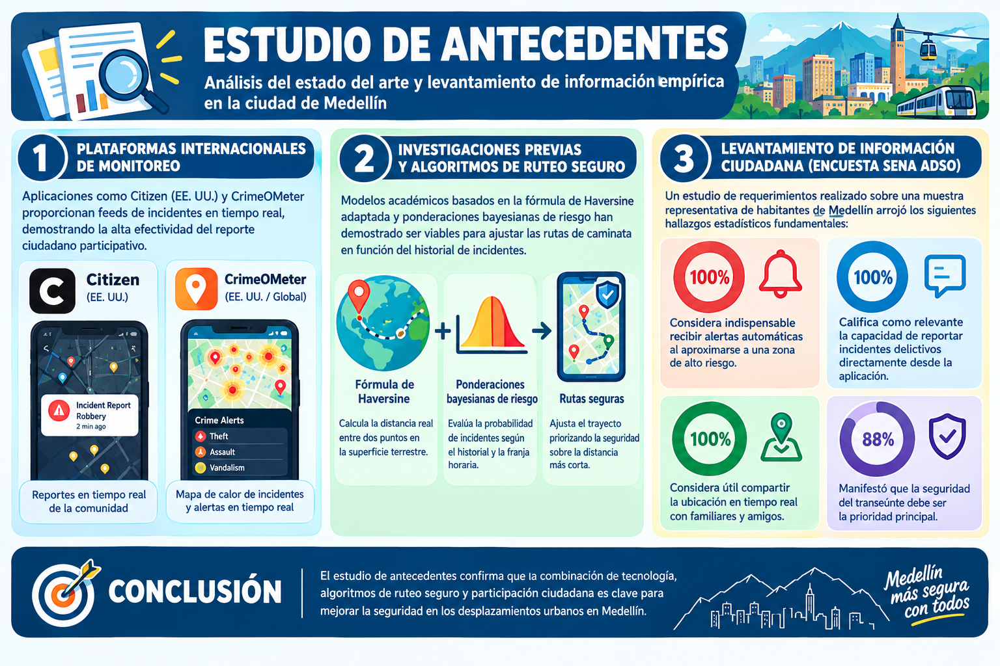 ESTUDIO DE ANTECEDENTES
Análisis del estado del arte y levantamiento de información empírica
en la ciudad de Medellín
1
PLATAFORMAS INTERNACIONALES
DE MONITOREO
Aplicaciones como Citizen (EE. UU.) y CrimeOMeter
proporcionan feeds de incidentes en tiempo real,
demostrando la alta efectividad del reporte
ciudadano participativo.
C
Citizen
(EE. UU.)
Incident Report
Robbery
2 min ago
Reportes en tiempo real
de la comunidad
CrimeOMeter
(EE. UU. / Global)
Crime Alerts
Theft
Assault
Vandalism
Mapa de calor de incidentes
y alertas en tiempo real
2
INVESTIGACIONES PREVIAS
Y ALGORITMOS DE RUTEO SEGURO
Modelos académicos basados en la fórmula de Haversine
adaptada y ponderaciones bayesianas de riesgo han
demostrado ser viables para ajustar las rutas de caminata
en función del historial de incidentes.
Fórmula de
Haversine
Calcula la distancia real
entre dos puntos en
la superficie terrestre.
+
Ponderaciones
bayesianas de riesgo
Evalúa la probabilidad
de incidentes según
el historial y la franja
horaria.
Rutas seguras
Ajusta el trayecto
priorizando la seguridad
sobre la distancia
más corta.
3
LEVANTAMIENTO DE INFORMACIÓN
CIUDADANA (ENCUESTA SENA ADSO)
Un estudio de requerimientos realizado sobre una muestra
representativa de habitantes de Medellín arrojó los siguientes
hallazgos estadísticos fundamentales:
100%
Considera indispensable
recibir alertas automáticas
al aproximarse a una zona
de alto riesgo.
100%
Califica como relevante
la capacidad de reportar
incidentes delictivos
directamente desde la
aplicación.
100%
Considera útil compartir
la ubicación en tiempo real
con familiares y amigos.
88%
Manifestó que la seguridad
del transeúnte debe ser
la prioridad principal.
CONCLUSIÓN
El estudio de antecedentes confirma que la combinación de tecnología,
algoritmos de ruteo seguro y participación ciudadana es clave para
mejorar la seguridad en los desplazamientos urbanos en Medellín.
Medellín
más segura
con todos